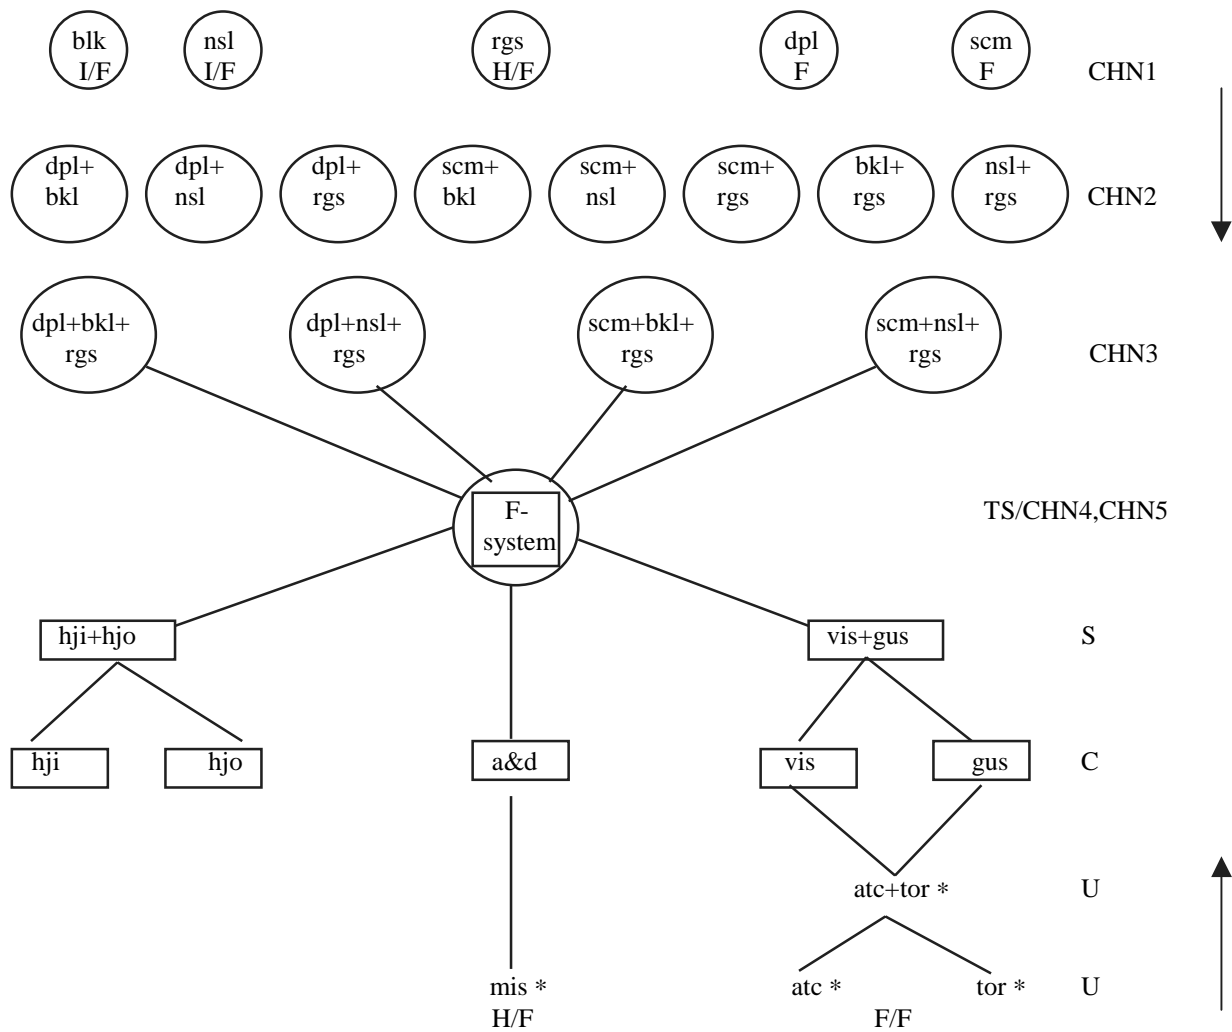 blk
I/F
nsl
I/F
rgs
H/F
dpl
F
scm
F
CHN1
dpl+
bkl
dpl+
nsl
dpl+
rgs
scm+
bkl
scm+
nsl
scm+
rgs
bkl+
rgs
nsl+
rgs
CHN2
dpl+bkl+
rgs
dpl+nsl+
rgs
scm+bkl+
rgs
scm+nsl+
rgs
CHN3
F-
system
TS/CHN4,CHN5
hji+hjo
vis+gus
S
hji
hjo
a&d
vis
gus
C
atc+tor *
U
mis *
H/F
atc *
tor *
F/F
U